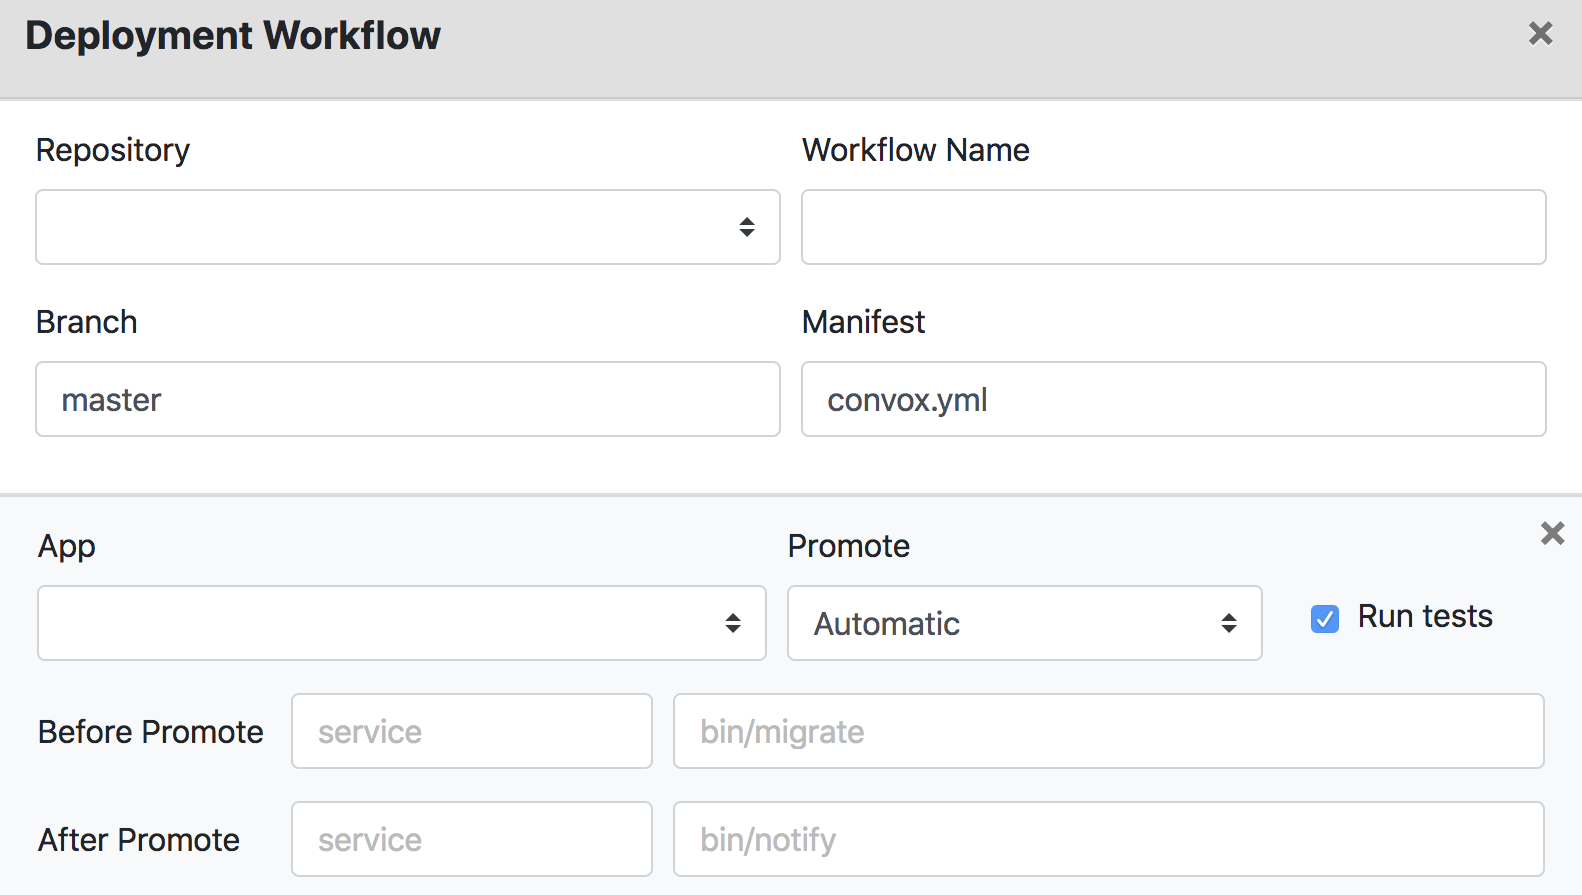 Deployment Workflow
Repository
Workflow Name
Branch
Manifest
master
convox.yml
App
Promote
Automatic
Run tests
Before Promote
service
bin/migrate
After Promote
service
bin/notify